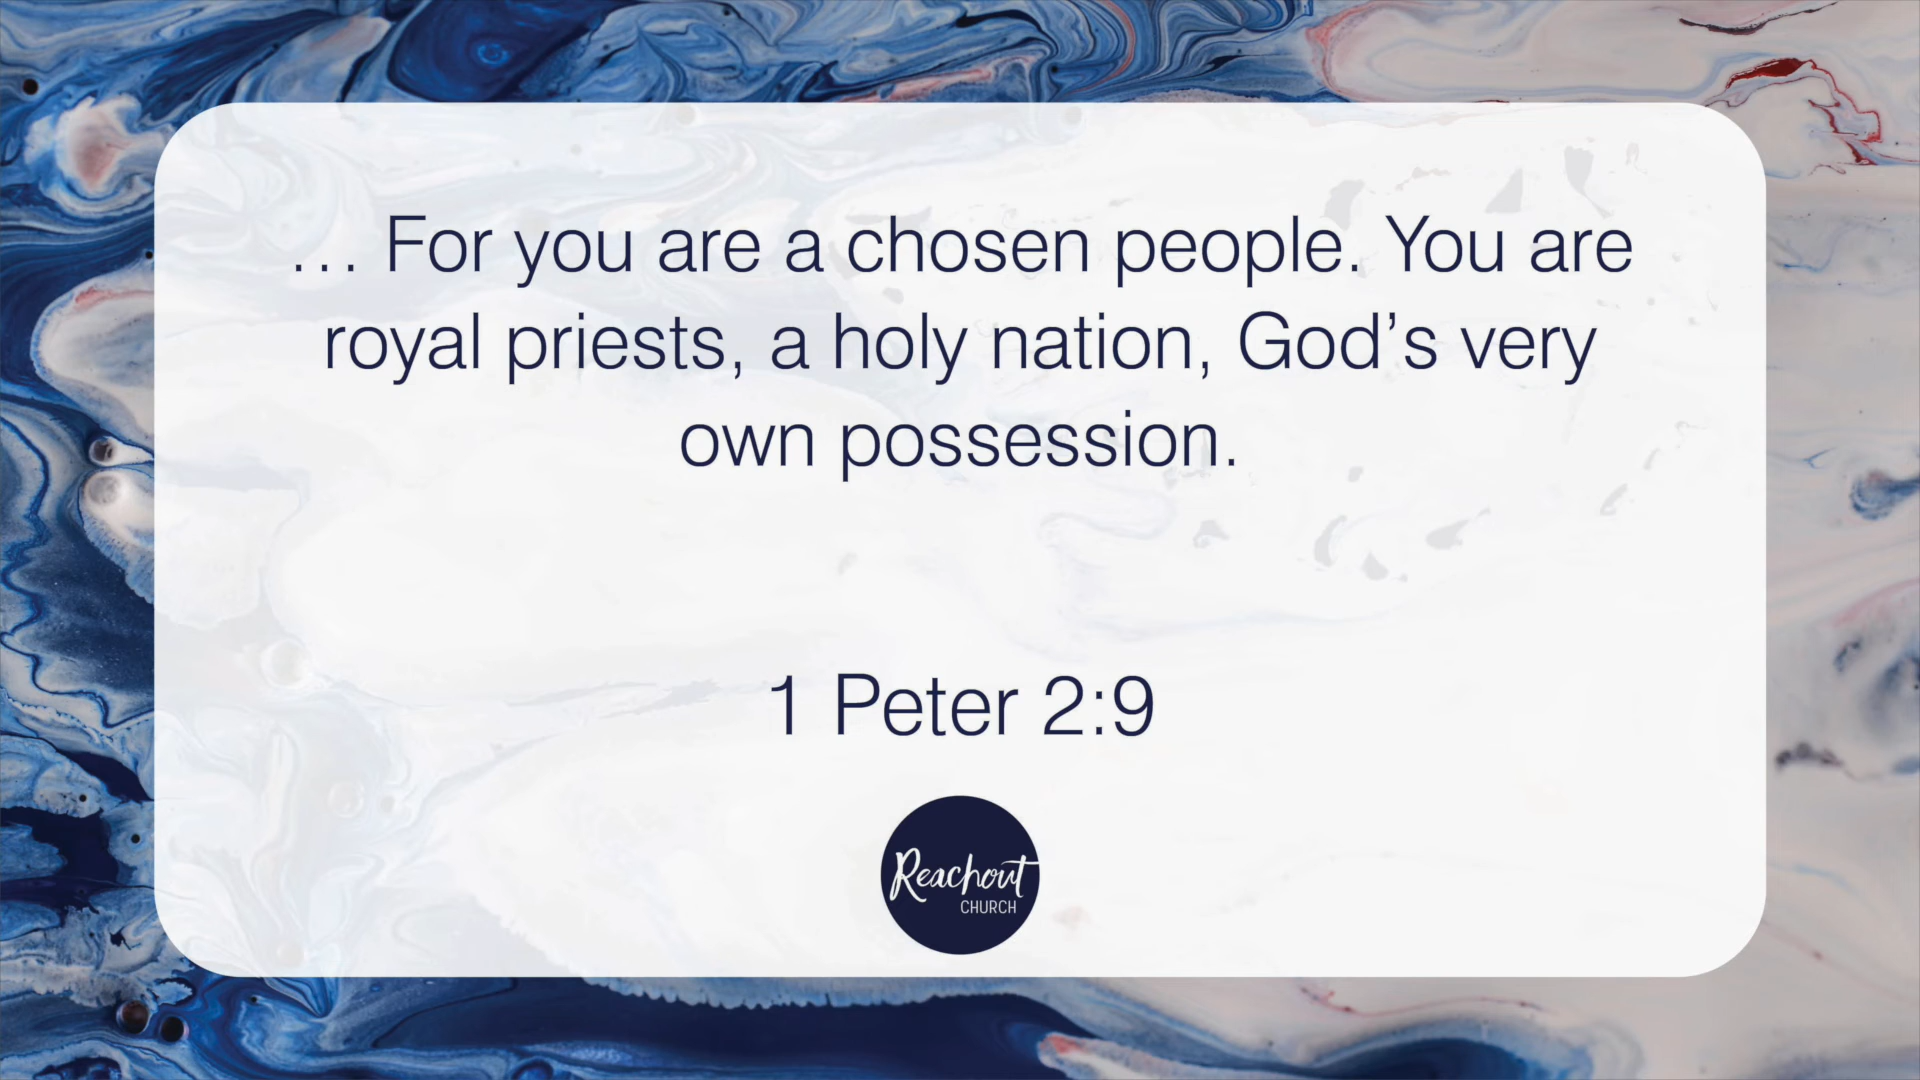 ... For you are a chosen people. You are
royal priests, a holy nation, God’s very
own possession.
1 Peter 2:9
Reachout
CHURCH